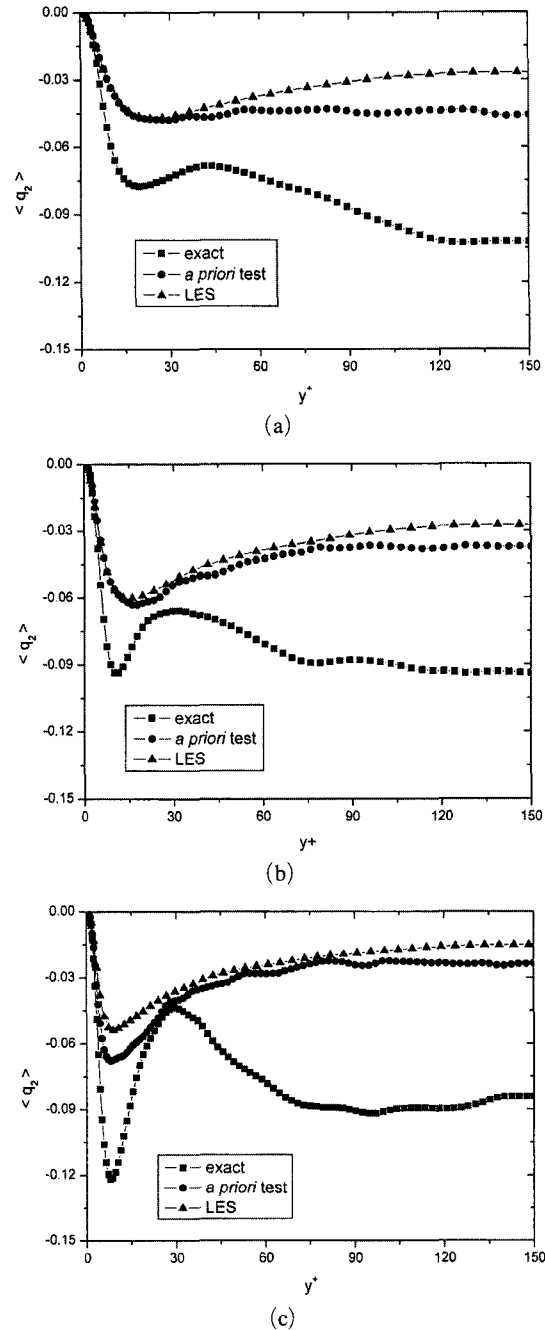 0.00
-0.03
-0.06
-0.09
-0.12
-0.15
< q2 >
exact
a priori test
LES
0 30 60 90 120 150
y+
(a)
0.00
-0.03
-0.06
-0.09
-0.12
-0.15
< q2 >
exact
a priori test
LES
0 30 60 90 120 150
y+
(b)
0.00
-0.03
-0.06
-0.09
-0.12
-0.15
< q2 >
exact
a priori test
LES
0 30 60 90 120 150
y+
(c)